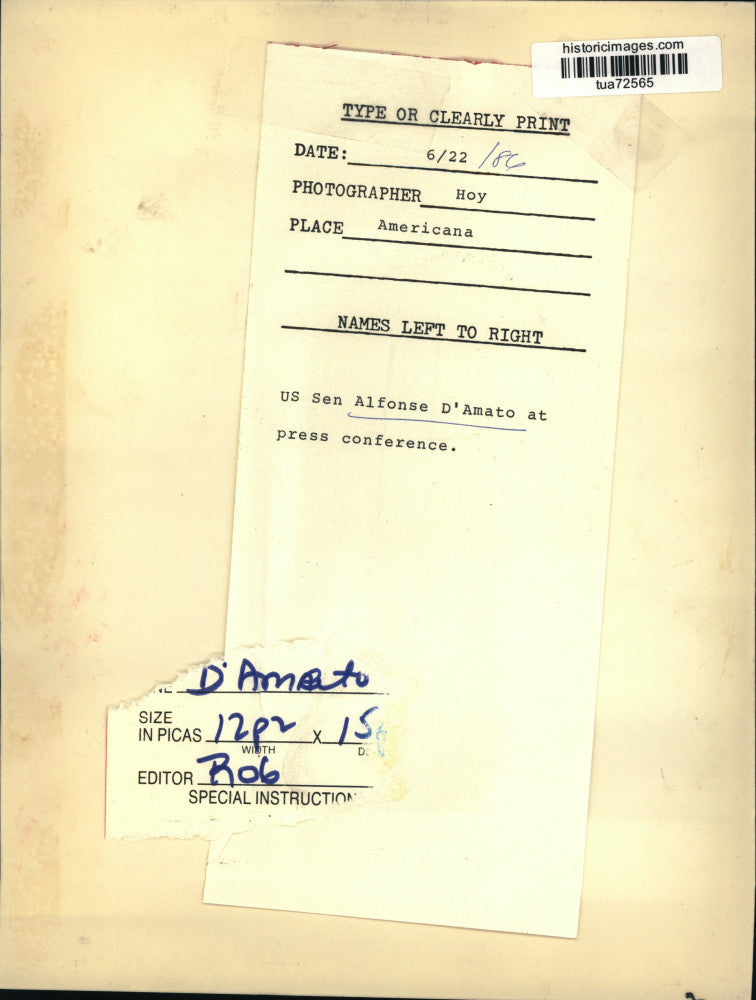 historicimages.com
tua72565
TYPE OR CLEARLY PRINT
DATE: 6/22 /86
PHOTOGRAPHER Hoy
PLACE Americana
NAMES LEFT TO RIGHT
US Sen Alfonse D'Amato at
press conference.
D'Amato
SIZE
IN PICAS 12p2 X 15
WIDTH D
EDITOR Rob
SPECIAL INSTRUCTION